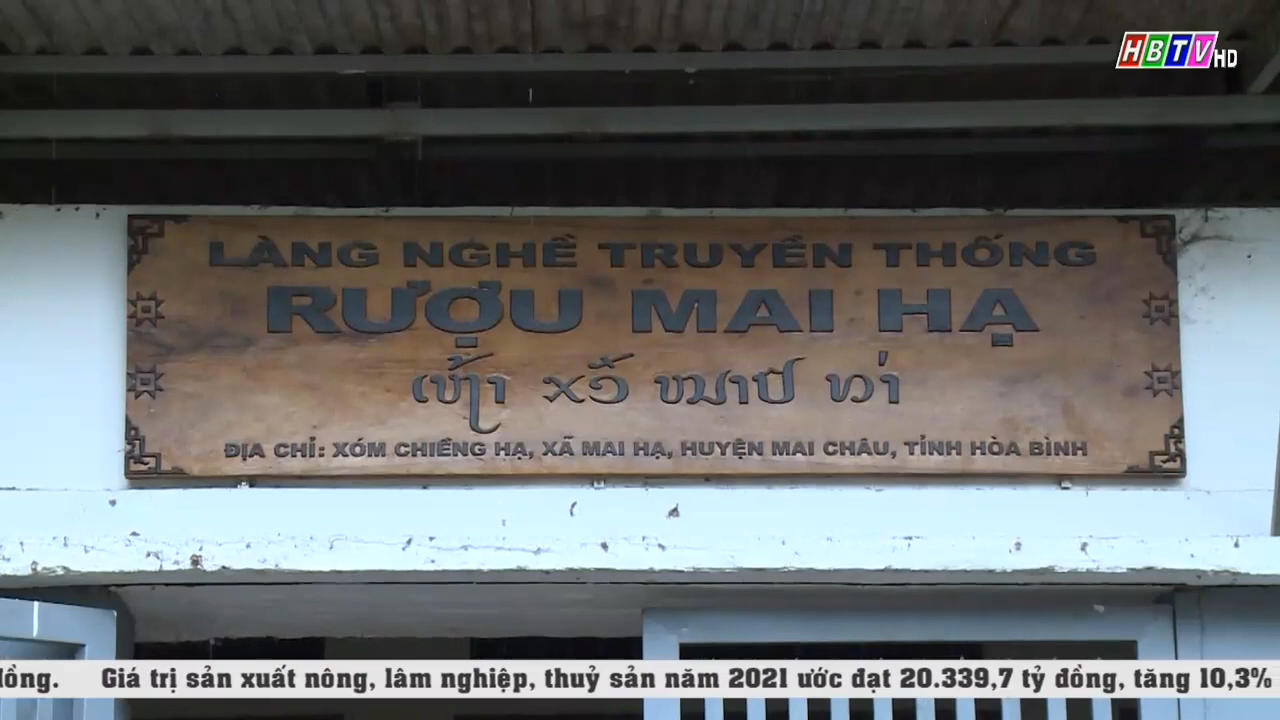 HBTV HD
LÀNG NGHỀ TRUYỀN THỐNG
RƯỢU MAI HẠ
ĐỊA CHỈ: XÓM CHIỀNG HẠ, XÃ MAI HẠ, HUYỆN MAI CHÂU, TỈNH HÒA BÌNH
đồng. Giá trị sản xuất nông, lâm nghiệp, thuỷ sản năm 2021 ước đạt 20.339,7 tỷ đồng, tăng 10,3%